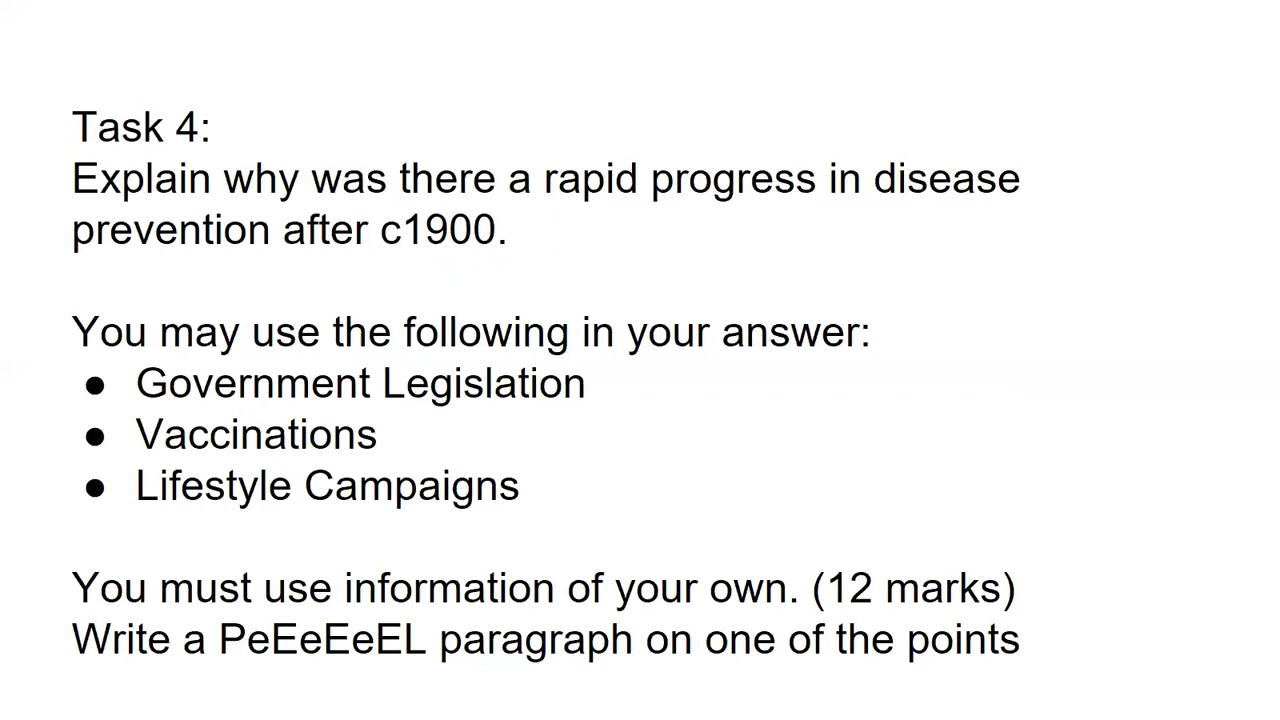 Task 4:
Explain why was there a rapid progress in disease
prevention after c1900.
You may use the following in your answer:
● Government Legislation
● Vaccinations
● Lifestyle Campaigns
You must use information of your own. (12 marks)
Write a PeEeEeEL paragraph on one of the points